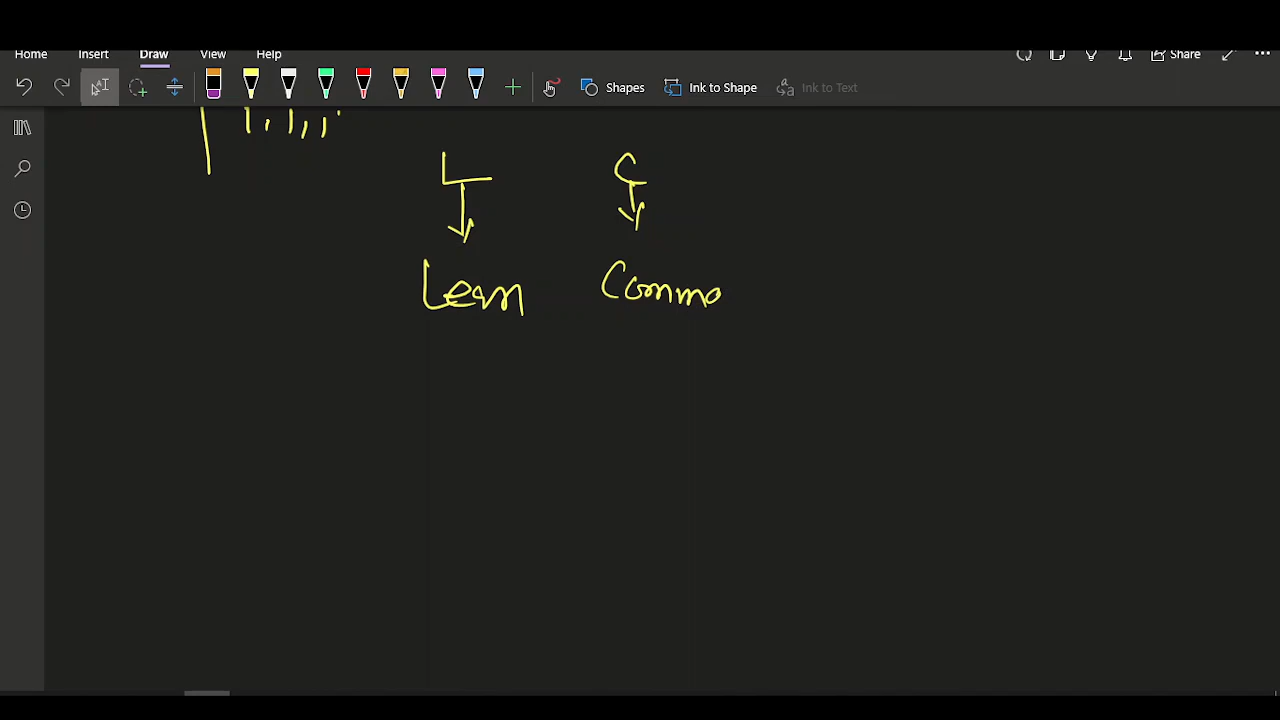 Home Insert Draw View Help Share
Shapes Ink to Shape Ink to Text
L C
Learn Commo